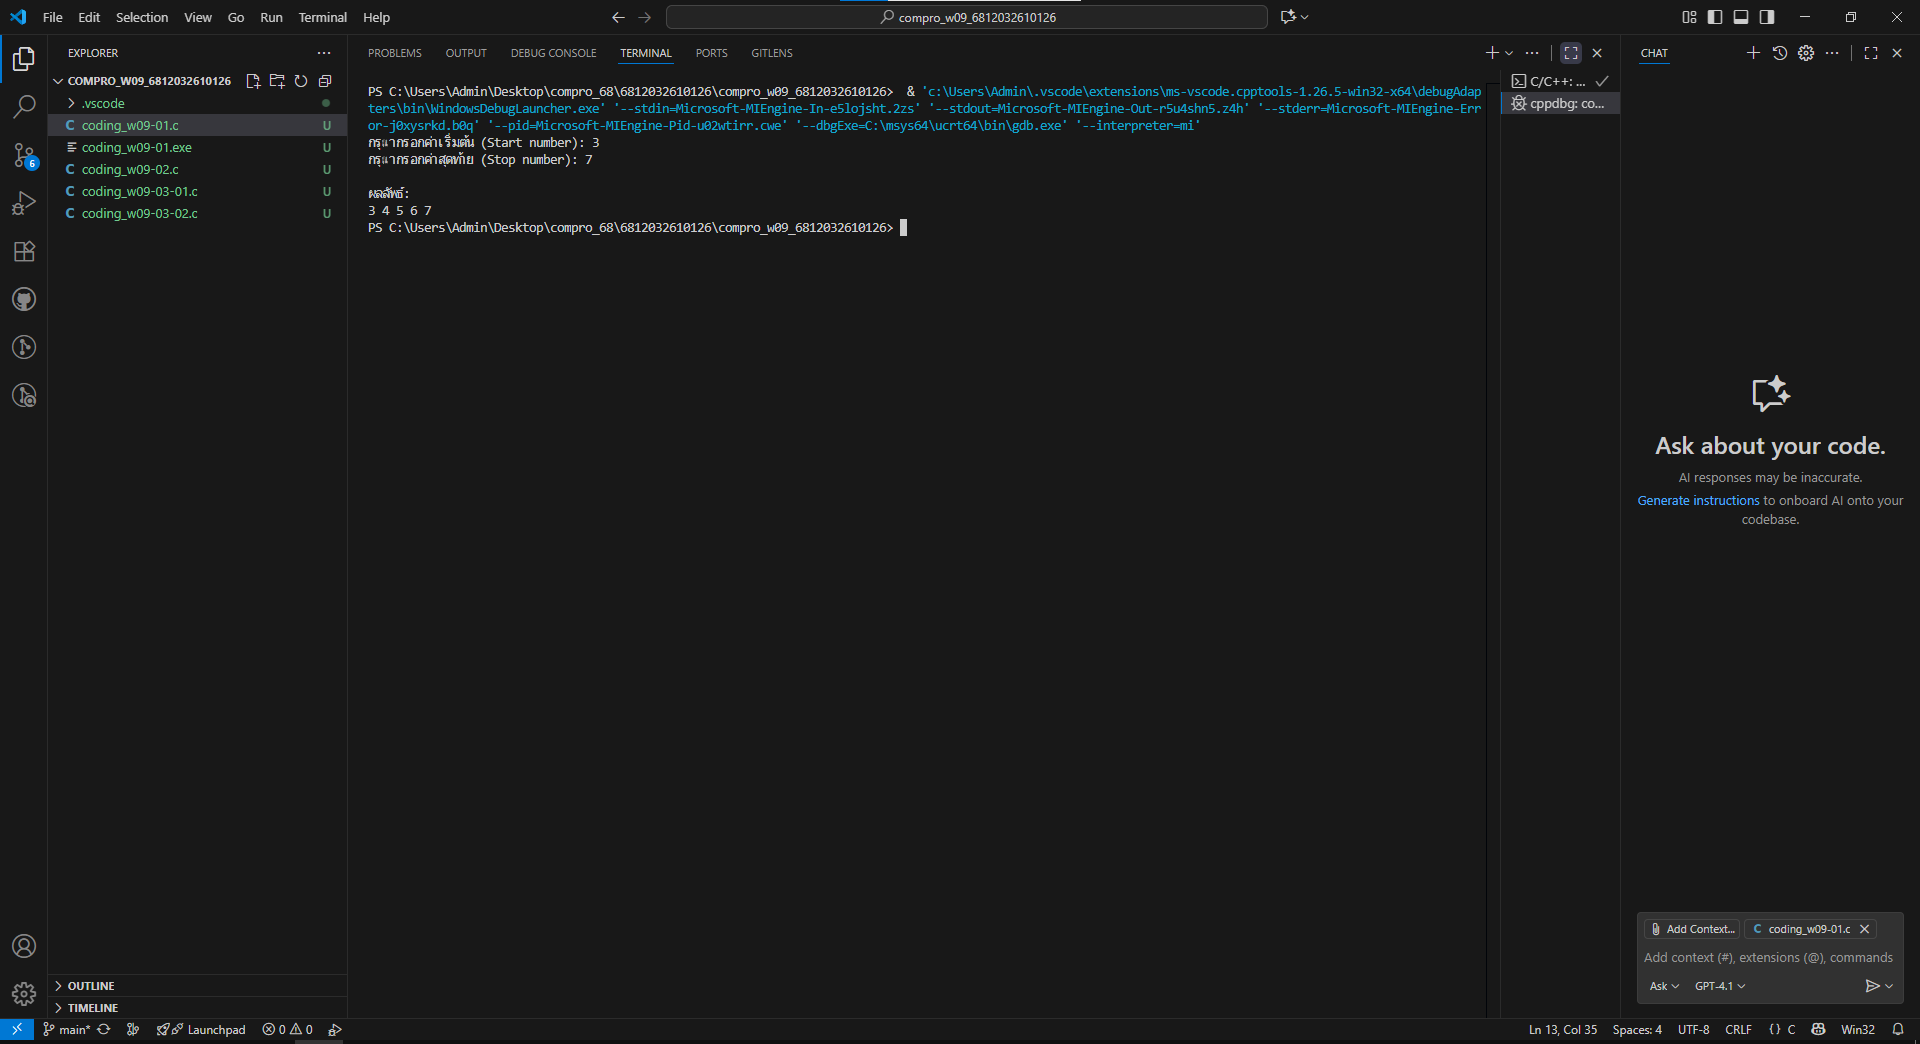 File Edit Selection View Go Run Terminal Help
compro_w09_6812032610126
EXPLORER
COMPRO_W09_6812032610126
.vscode
C coding_w09-01.c U
coding_w09-01.exe U
C coding_w09-02.c U
C coding_w09-03-01.c U
C coding_w09-03-02.c U
6
OUTLINE
TIMELINE
PROBLEMS OUTPUT DEBUG CONSOLE TERMINAL PORTS GITLENS
PS C:\Users\Admin\Desktop\compro_68\6812032610126\compro_w09_6812032610126>  & 'c:\Users\Admin\.vscode\extensions\ms-vscode.cpptools-1.26.5-win32-x64\debugAdap
ters\bin\WindowsDebugLauncher.exe' '--stdin=Microsoft-MIEngine-In-e5lojsht.2zs' '--stdout=Microsoft-MIEngine-Out-r5u4shn5.z4h' '--stderr=Microsoft-MIEngine-Err
or-j0xysrkd.b0q' '--pid=Microsoft-MIEngine-Pid-u02wtirr.cwe' '--dbgExe=C:\msys64\ucrt64\bin\gdb.exe' '--interpreter=mi'
กรุณากรอกค่าเริ่มต้น (Start number): 3
กรุณากรอกค่าสุดท้าย (Stop number): 7
ผลลัพธ์:
3 4 5 6 7
PS C:\Users\Admin\Desktop\compro_68\6812032610126\compro_w09_6812032610126>
C/C++: ...
cppdbg: co...
CHAT
Ask about your code.
AI responses may be inaccurate.
Generate instructions to onboard AI onto your
codebase.
Add Context... C coding_w09-01.c
Add context (#), extensions (@), commands
Ask GPT-4.1
main* Launchpad 0 0
Ln 13, Col 35 Spaces: 4 UTF-8 CRLF {} C Win32